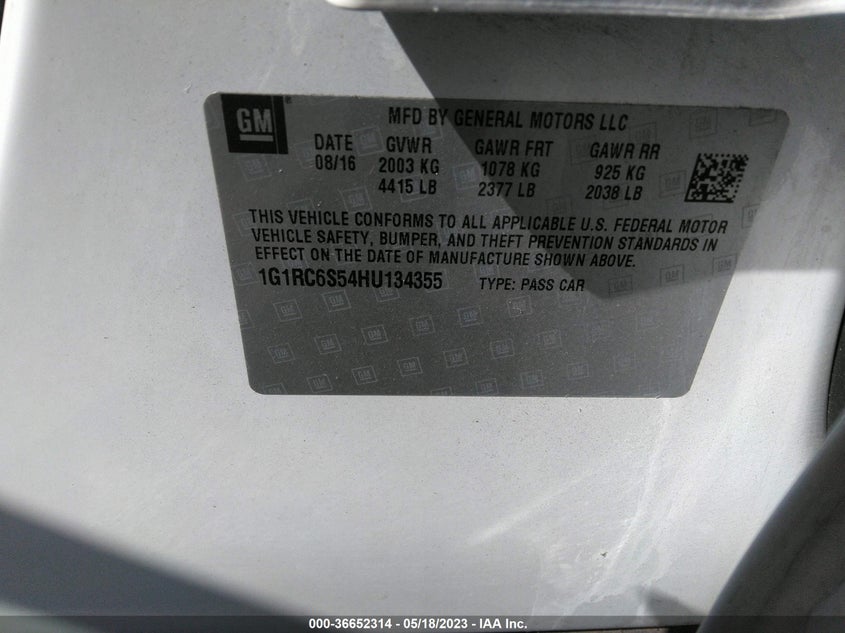 GM ®
MFD BY GENERAL MOTORS LLC
DATE GVWR GAWR FRT GAWR RR
08/16 2003 KG 1078 KG 925 KG
4415 LB 2377 LB 2038 LB
THIS VEHICLE CONFORMS TO ALL APPLICABLE U.S. FEDERAL MOTOR
VEHICLE SAFETY, BUMPER, AND THEFT PREVENTION STANDARDS IN
EFFECT ON THE DATE OF MANUFACTURE SHOWN ABOVE.
1G1RC6S54HU134355 TYPE: PASS CAR
000-36652314 - 05/18/2023 - IAA Inc.